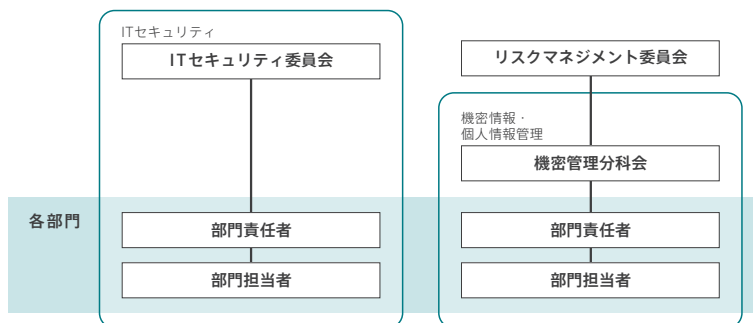 ITセキュリティ
ITセキュリティ委員会
リスクマネジメント委員会
機密情報・
個人情報管理
機密管理分科会
各部門
部門責任者
部門責任者
部門担当者
部門担当者